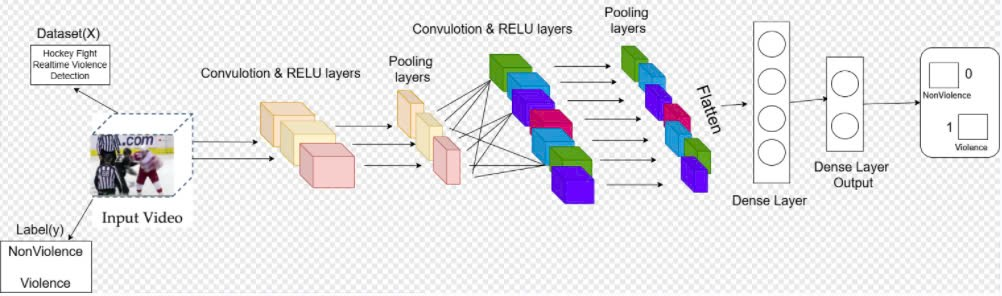 Dataset(X)
Hockey Fight
Realtime Violence
Detection
.com
Input Video
Label(y)
NonViolence
Violence
Convulotion & RELU layers
Pooling
layers
Convulotion & RELU layers
Pooling
layers
Flatten
Dense Layer
Dense Layer
Output
0
NonViolence
1
Violence